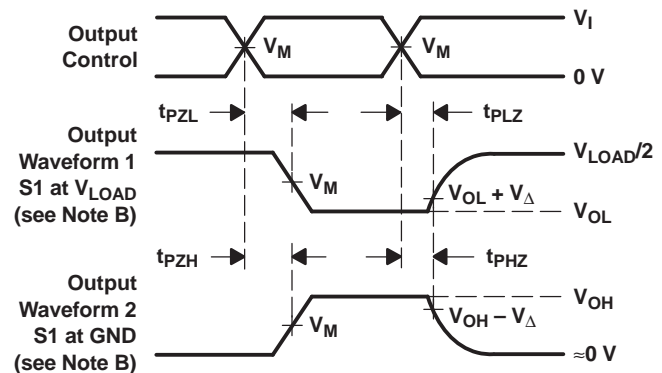 Output
Control
V_M
V_M
V_I
0 V
t_PZL
t_PLZ
Output
Waveform 1
S1 at V_LOAD
(see Note B)
V_M
V_LOAD/2
V_OL + V_Δ
V_OL
t_PZH
t_PHZ
Output
Waveform 2
S1 at GND
(see Note B)
V_M
V_OH
V_OH − V_Δ
≈0 V